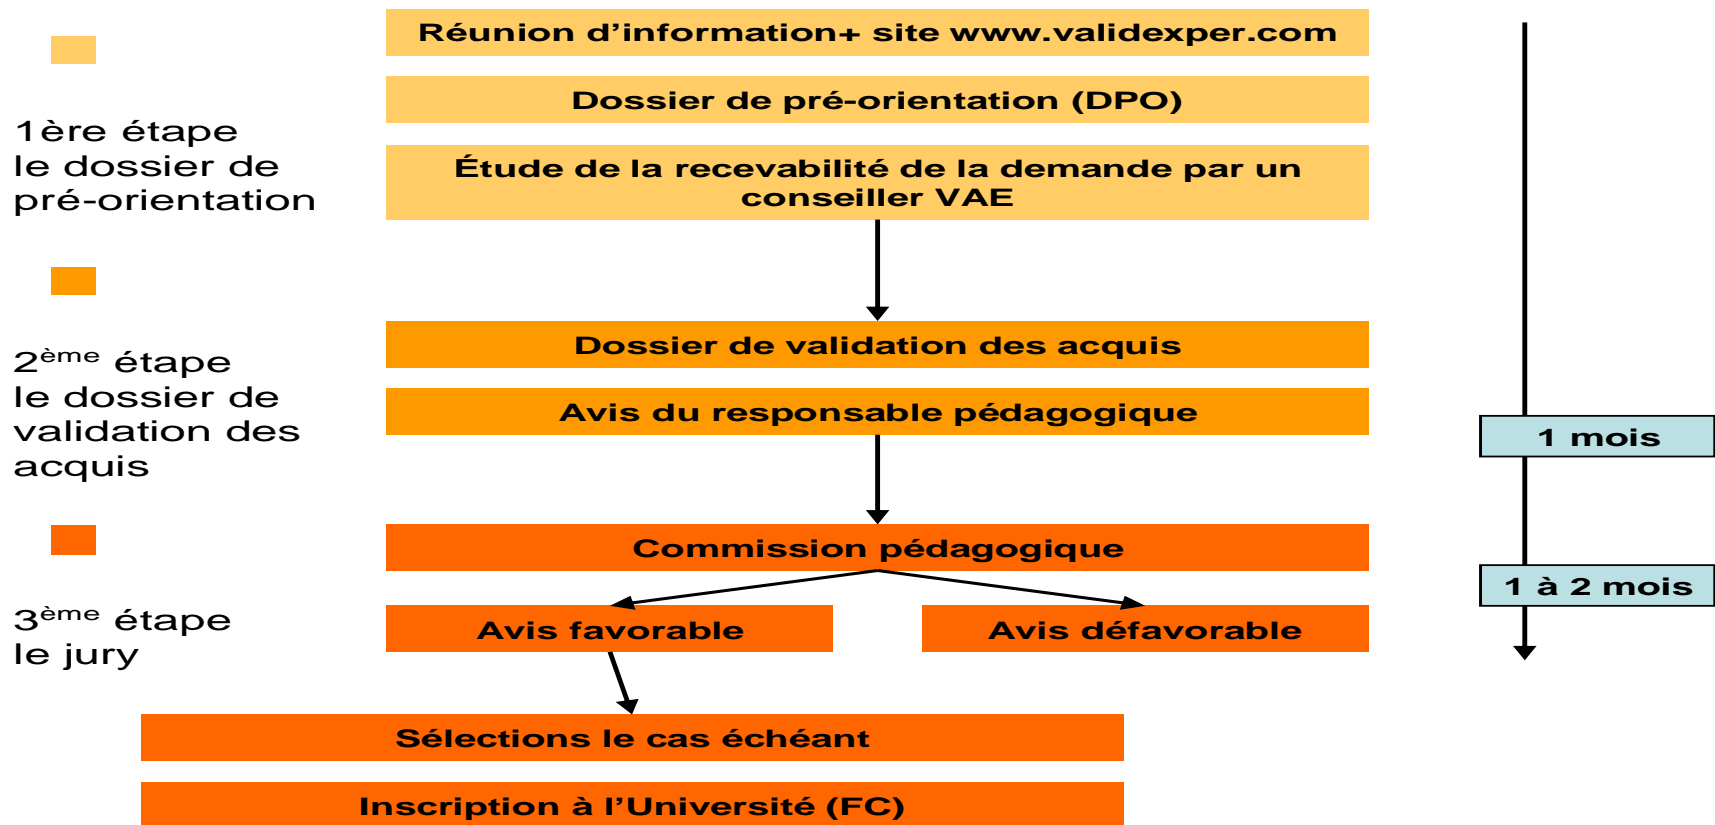 Réunion d’information+ site www.validexper.com
Dossier de pré-orientation (DPO)
1ère étape
le dossier de
pré-orientation
Étude de la recevabilité de la demande par un
conseiller VAE
Dossier de validation des acquis
2ème étape
le dossier de
validation des
acquis
Avis du responsable pédagogique
1 mois
Commission pédagogique
1 à 2 mois
3ème étape
le jury
Avis favorable
Avis défavorable
Sélections le cas échéant
Inscription à l’Université (FC)